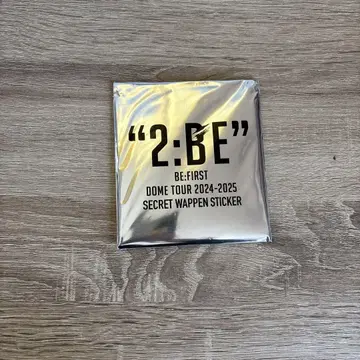 “2:BE”
BE:FIRST
DOME TOUR 2024-2025
SECRET WAPPEN STICKER